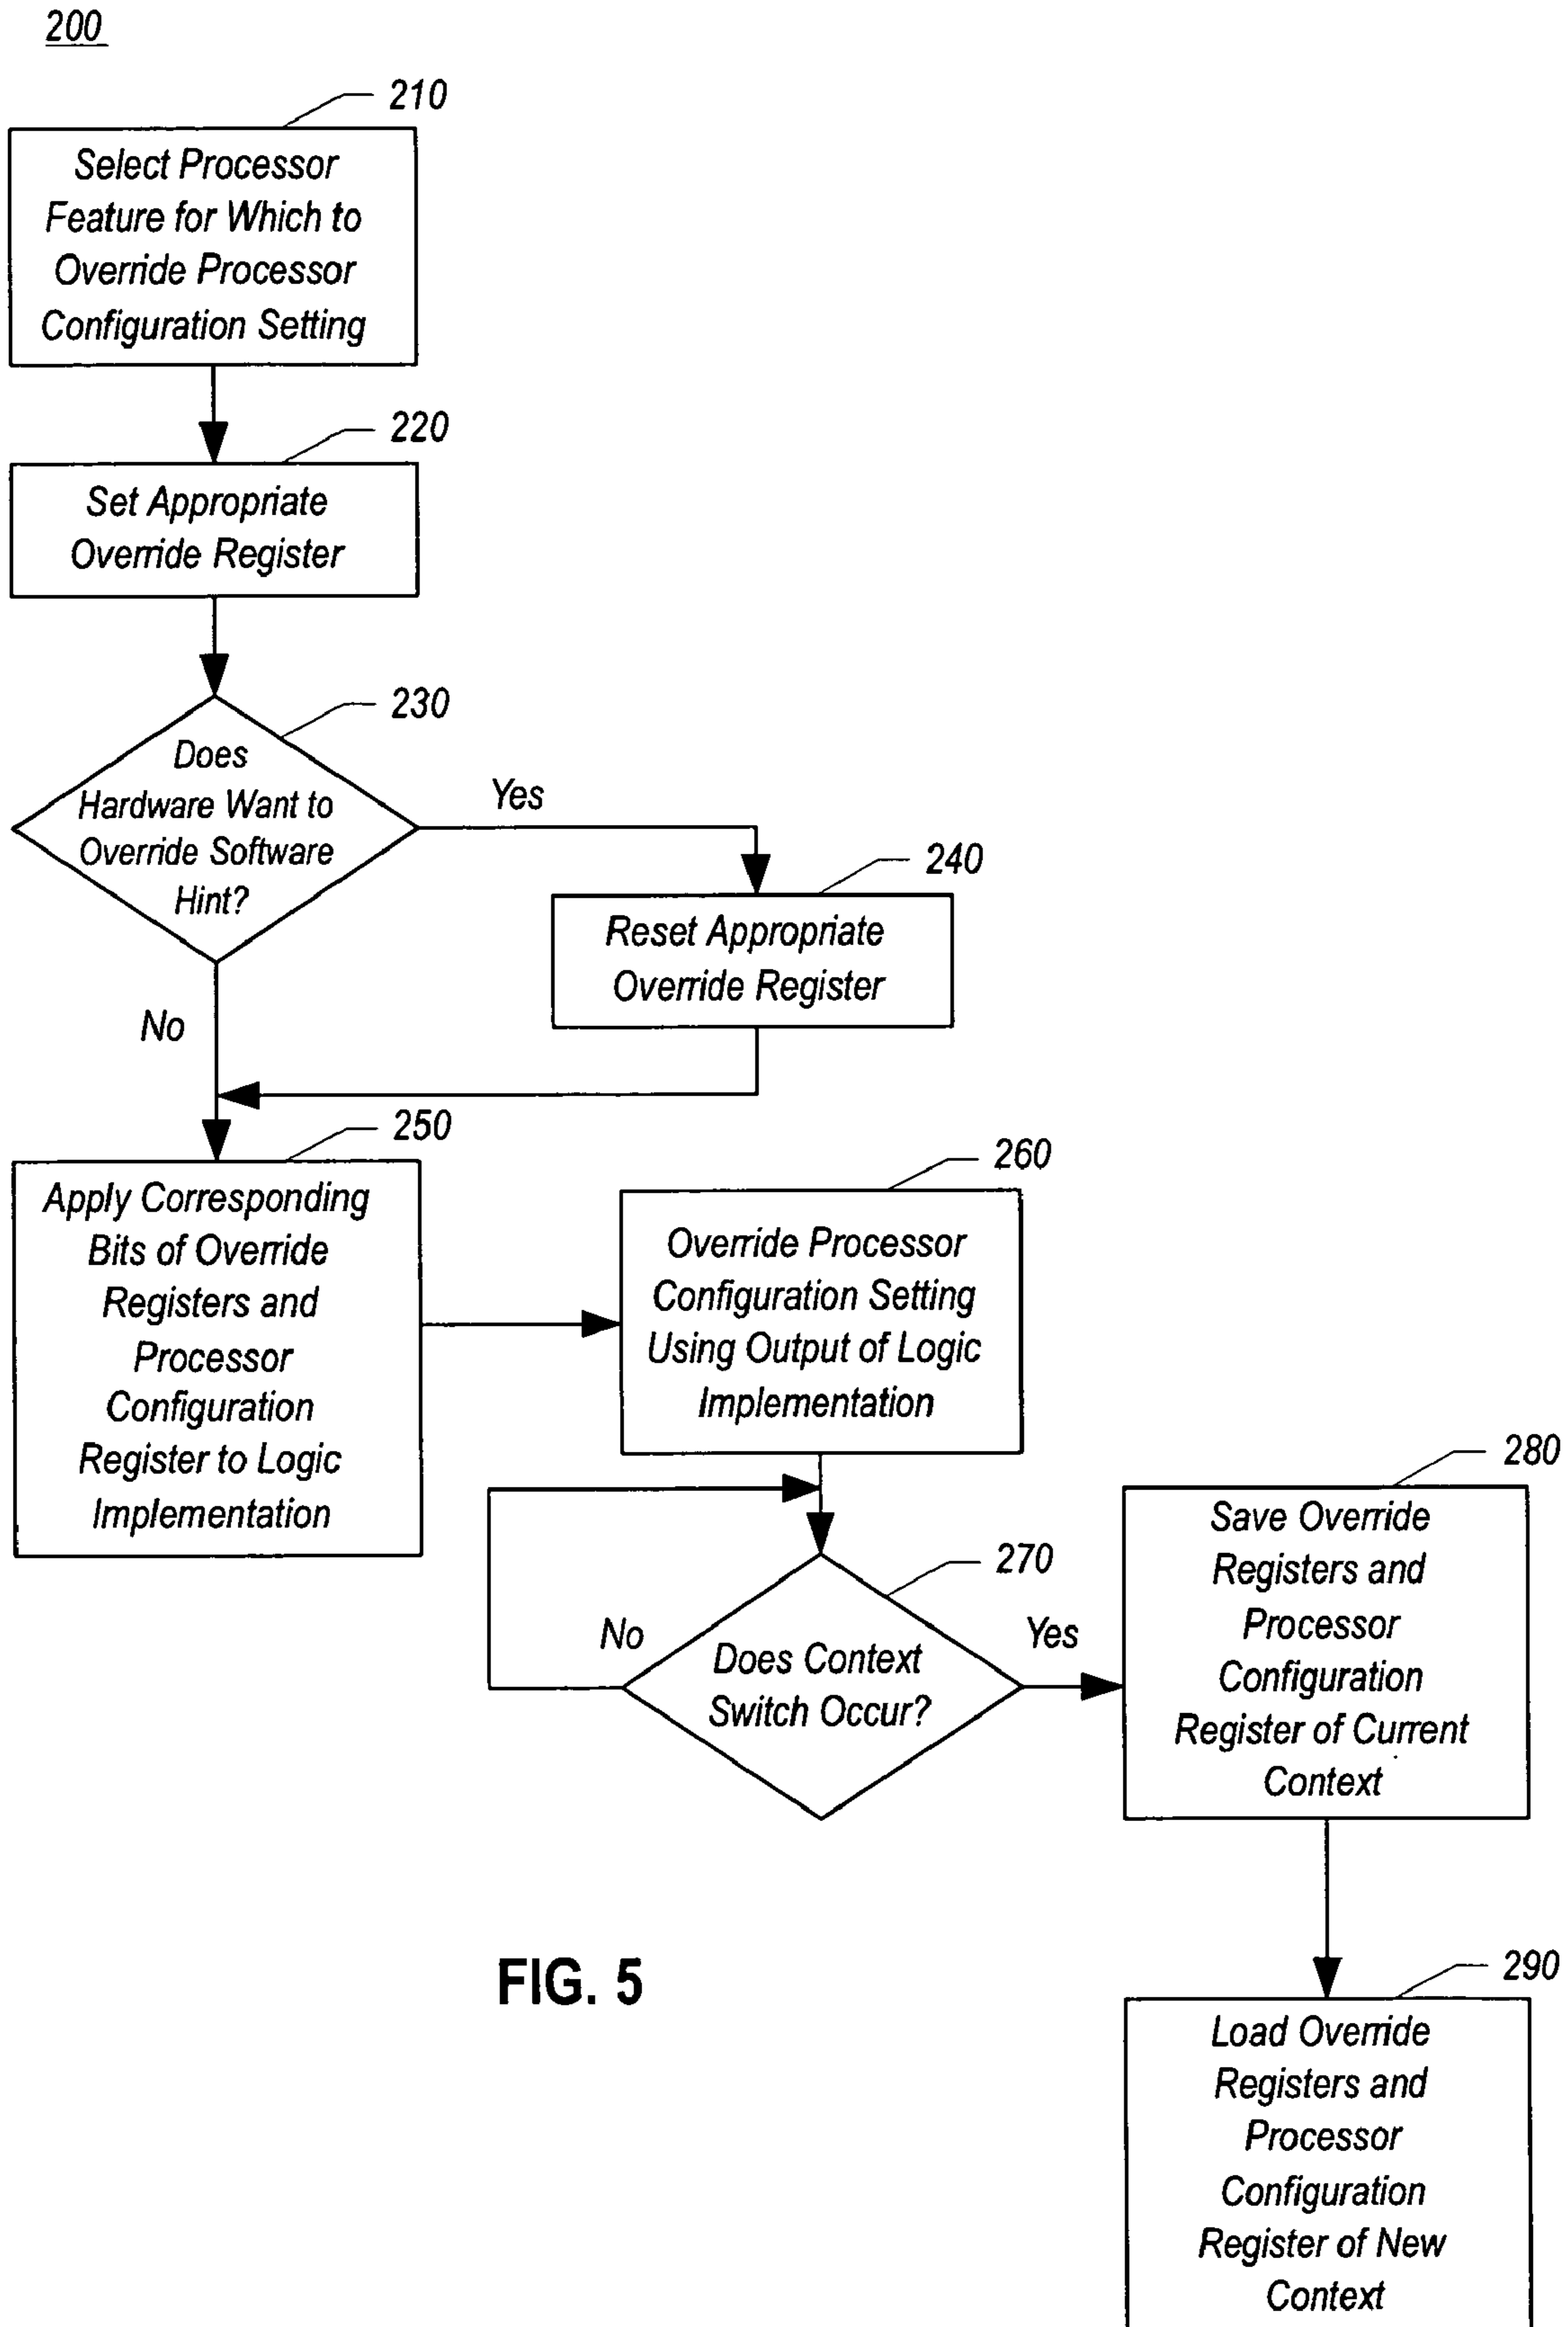 200
210
Select Processor
Feature for Which to
Override Processor
Configuration Setting
220
Set Appropriate
Override Register
230
Does
Hardware Want to
Override Software
Hint?
Yes
No
240
Reset Appropriate
Override Register
250
Apply Corresponding
Bits of Override
Registers and
Processor
Configuration
Register to Logic
Implementation
260
Override Processor
Configuration Setting
Using Output of Logic
Implementation
270
Does Context
Switch Occur?
No
Yes
280
Save Override
Registers and
Processor
Configuration
Register of Current
Context
290
Load Override
Registers and
Processor
Configuration
Register of New
Context
FIG. 5